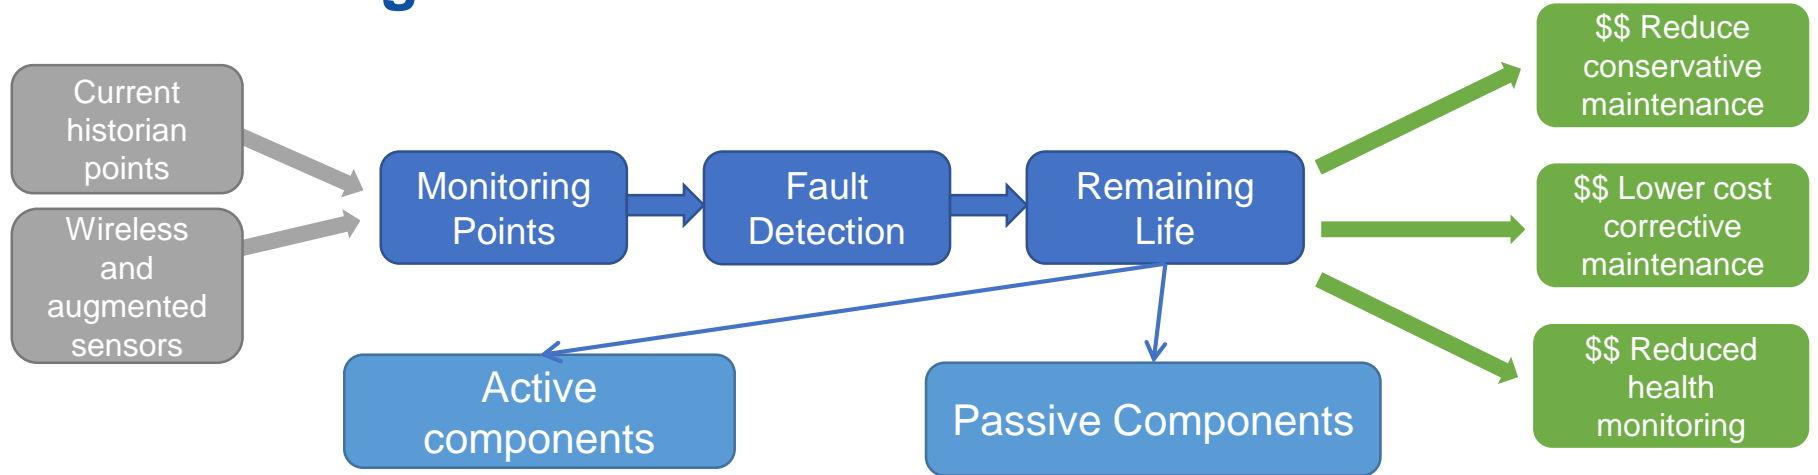 Current
historian
points
Wireless
and
augmented
sensors
Monitoring
Points
Fault
Detection
Remaining
Life
Active
components
Passive Components
$$ Reduce
conservative
maintenance
$$ Lower cost
corrective
maintenance
$$ Reduced
health
monitoring